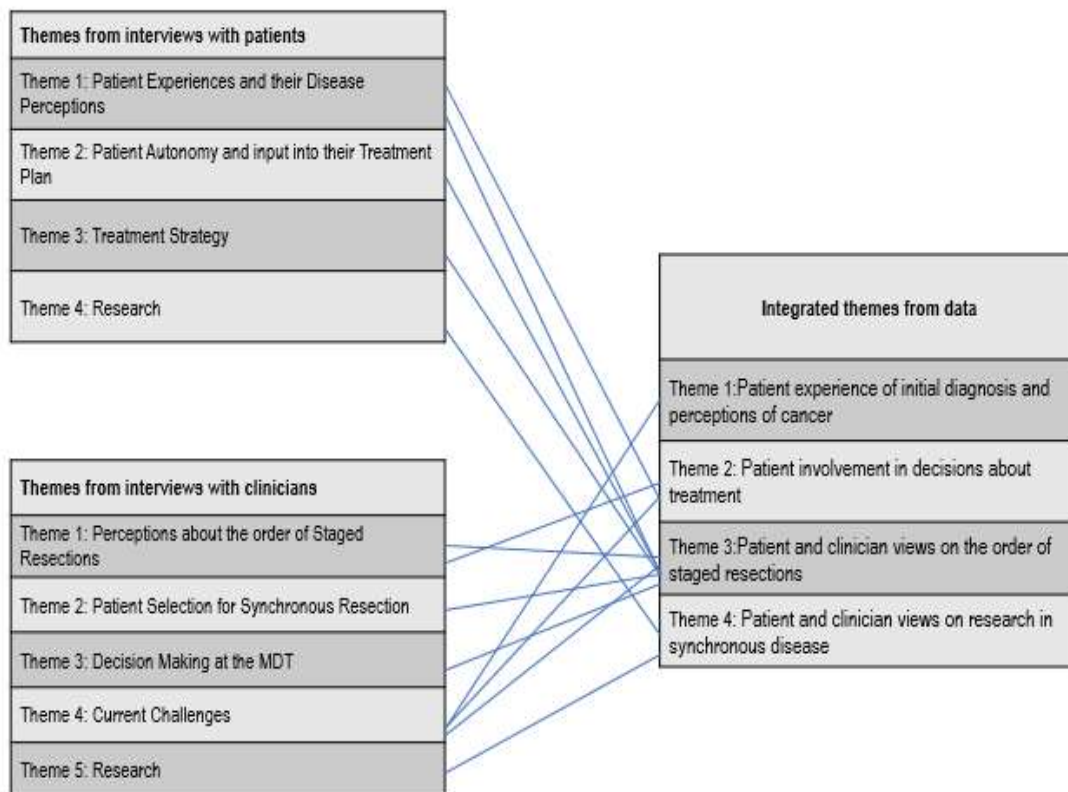 Themes from interviews with patients
Theme 1: Patient Experiences and their Disease
Perceptions
Theme 2: Patient Autonomy and input into their Treatment
Plan
Theme 3: Treatment Strategy
Theme 4: Research
Themes from interviews with clinicians
Theme 1: Perceptions about the order of Staged
Resections
Theme 2: Patient Selection for Synchronous Resection
Theme 3: Decision Making at the MDT
Theme 4: Current Challenges
Theme 5: Research
Integrated themes from data
Theme 1:Patient experience of initial diagnosis and
perceptions of cancer
Theme 2: Patient involvement in decisions about
treatment
Theme 3:Patient and clinician views on the order of
staged resections
Theme 4: Patient and clinician views on research in
synchronous disease